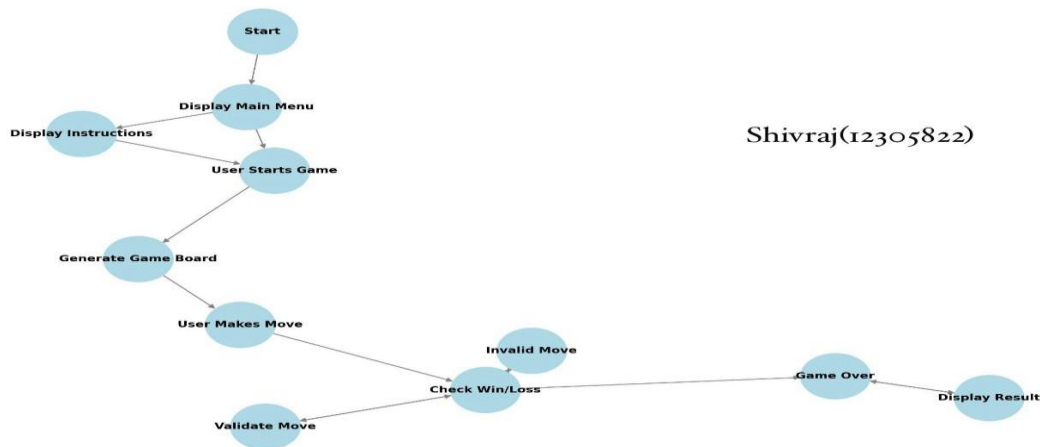 Start
Display Main Menu
Display Instructions
Shivraj(12305822)
User Starts Game
Generate Game Board
User Makes Move
Invalid Move
Game Over
Check Win/Loss
Display Result
Validate Move